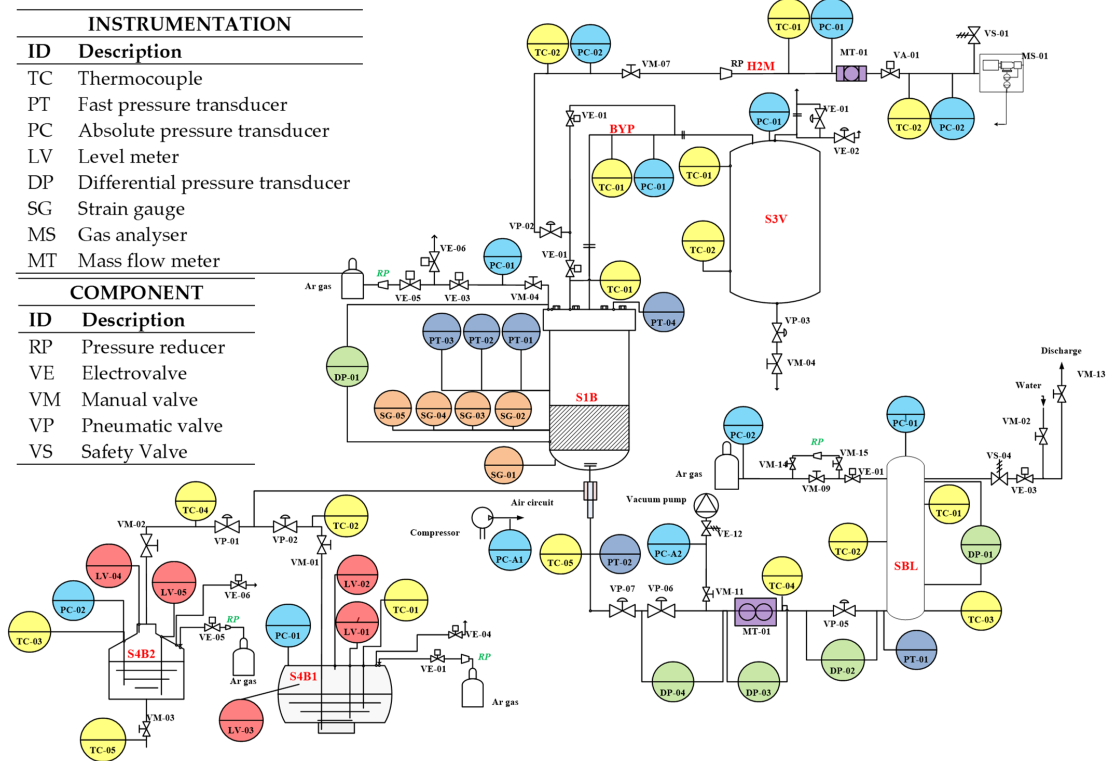 INSTRUMENTATION
ID Description
TC Thermocouple
PT Fast pressure transducer
PC Absolute pressure transducer
LV Level meter
DP Differential pressure transducer
SG Strain gauge
MS Gas analyser
MT Mass flow meter
COMPONENT
ID Description
RP Pressure reducer
VE Electrovalve
VM Manual valve
VP Pneumatic valve
VS Safety Valve
TC-02
PC-02
VM-07
RP
H2M
TC-01
PC-01
MT-01
VA-01
VS-01
MS-01
TC-02
PC-02
VE-01
BYP
TC-01
PC-01
TC-01
PC-01
VE-01
VE-02
S3V
TC-02
VP-02
VE-01
VE-06
PC-01
RP
Ar gas
VE-05
VE-03
VM-04
TC-01
PT-04
PT-03
PT-02
PT-01
DP-01
VP-03
VM-04
S1B
SG-05
SG-04
SG-03
SG-02
SG-01
Discharge
VM-13
Water
VM-02
PC-01
PC-02
RP
VM-14
VM-15
VE-01
VM-09
Ar gas
VS-04
VE-03
TC-01
DP-01
TC-02
SBL
TC-03
Air circuit
Compressor
PC-A1
Vacuum pump
VE-12
PC-A2
TC-05
PT-02
VP-07
VP-06
VM-11
TC-04
MT-01
VP-05
PT-01
DP-04
DP-03
DP-02
TC-04
VM-02
VP-01
VP-02
TC-02
VM-01
LV-04
LV-05
PC-02
VE-06
TC-03
VE-05
RP
S4B2
Ar gas
VM-03
TC-05
LV-02
TC-01
LV-01
PC-01
VE-04
VE-01
RP
S4B1
Ar gas
LV-03